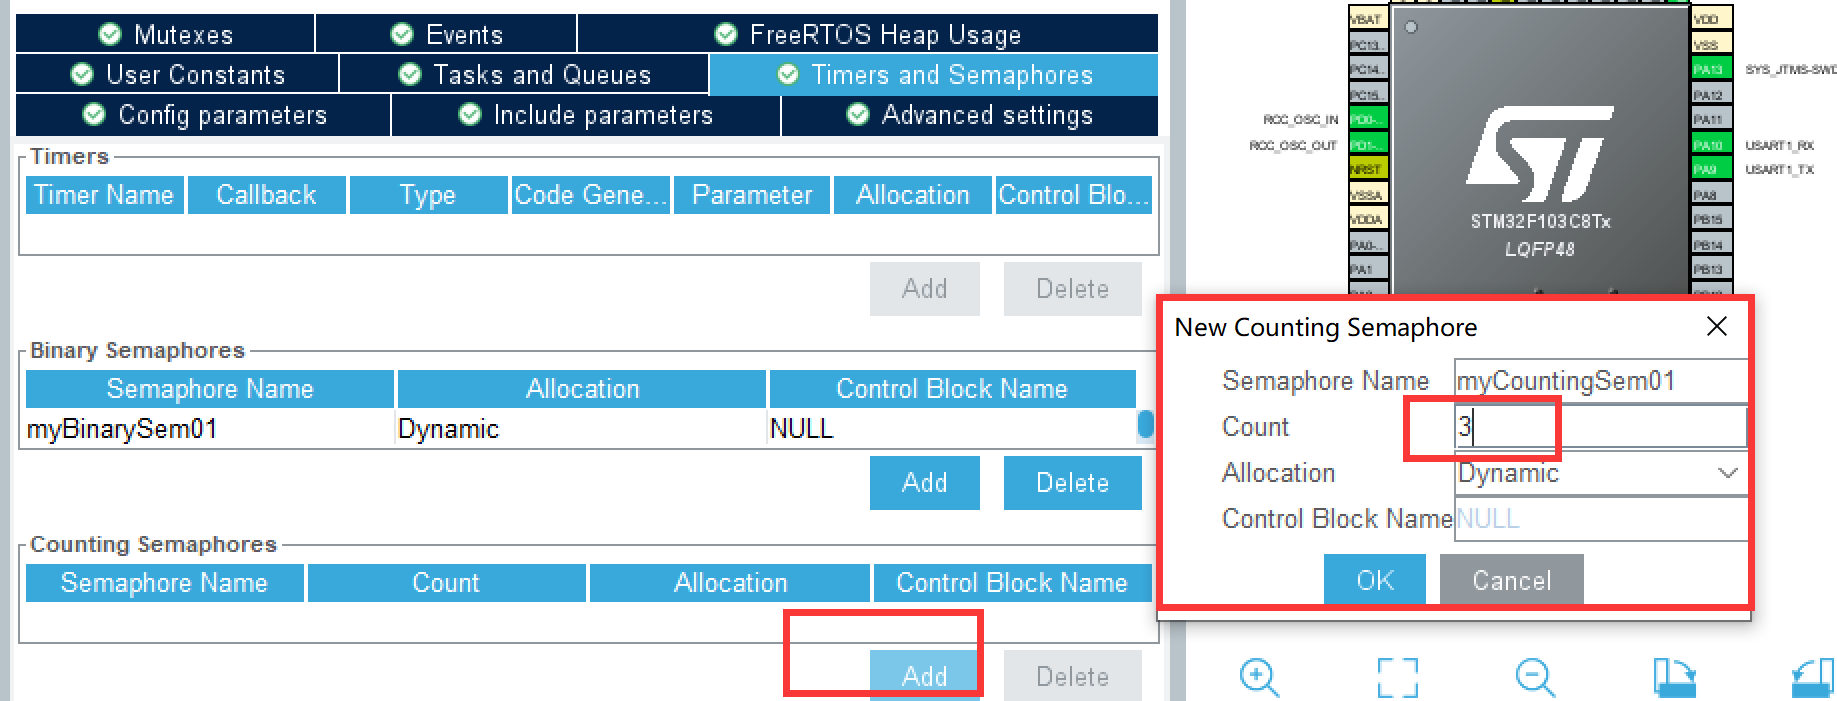 Mutexes Events FreeRTOS Heap Usage
User Constants Tasks and Queues Timers and Semaphores
Config parameters Include parameters Advanced settings
Timers
Timer Name Callback Type Code Gene... Parameter Allocation Control Blo...
Add Delete
Binary Semaphores
Semaphore Name Allocation Control Block Name
myBinarySem01 Dynamic NULL
Add Delete
Counting Semaphores
Semaphore Name Count Allocation Control Block Name
Add Delete
VBAT
PC13..
PC14..
PC15..
RCC_OSC_IN PD0-..
RCC_OSC_OUT PD1-..
NRST
VSSA
VDDA
PA0-..
PA1
ST
STM32F103C8Tx
LQFP48
VDD
VSS
PA13 SYS_JTMS-SWD
PA12
PA11
PA10 USART1_RX
PA9 USART1_TX
PA8
PB15
PB14
PB13
New Counting Semaphore
Semaphore Name myCountingSem01
Count 3
Allocation Dynamic
Control Block Name NULL
OK Cancel